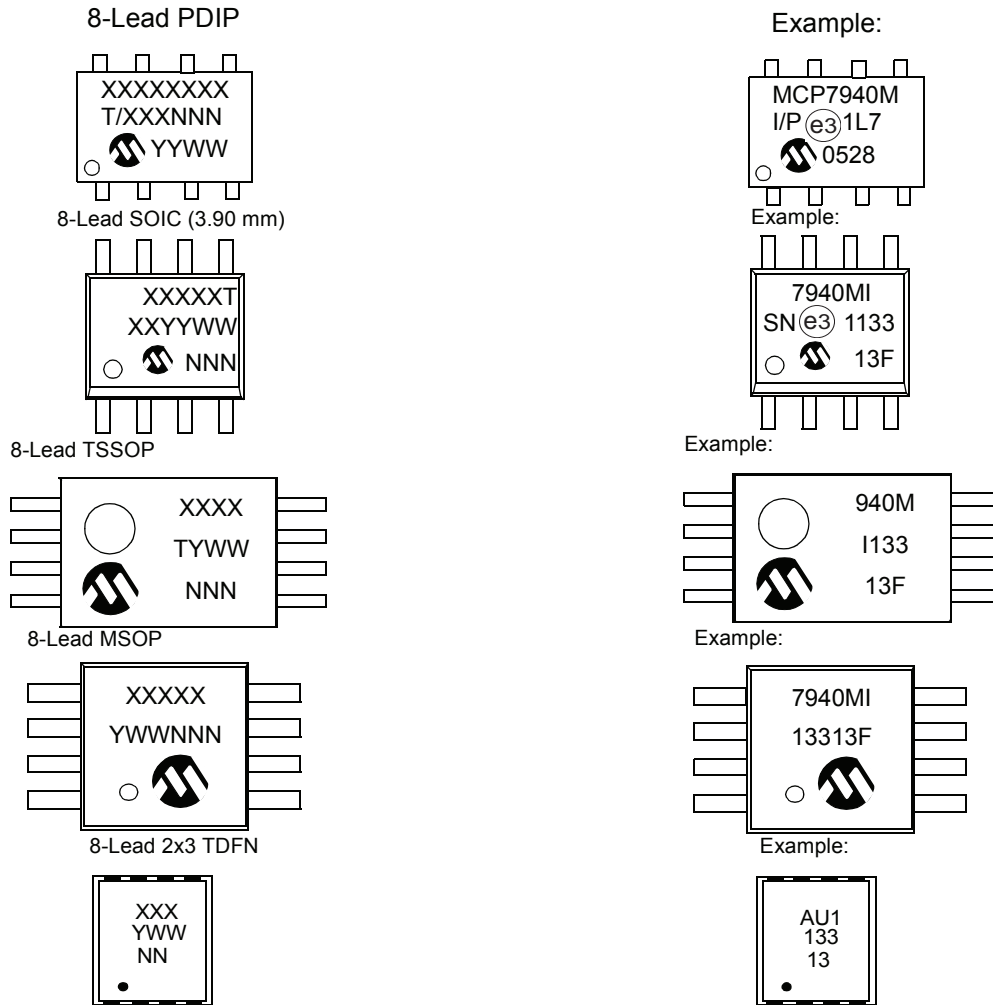 8-Lead PDIP
Example:
XXXXXXXX
T/XXXNNN
YYWW
MCP7940M
I/P e3 1L7
0528
8-Lead SOIC (3.90 mm)
Example:
XXXXXT
XXYYWW
NNN
7940MI
SN e3 1133
13F
8-Lead TSSOP
Example:
XXXX
TYWW
NNN
940M
I133
13F
8-Lead MSOP
Example:
XXXXX
YWWNNN
7940MI
13313F
8-Lead 2x3 TDFN
Example:
XXX
YWW
NN
AU1
133
13